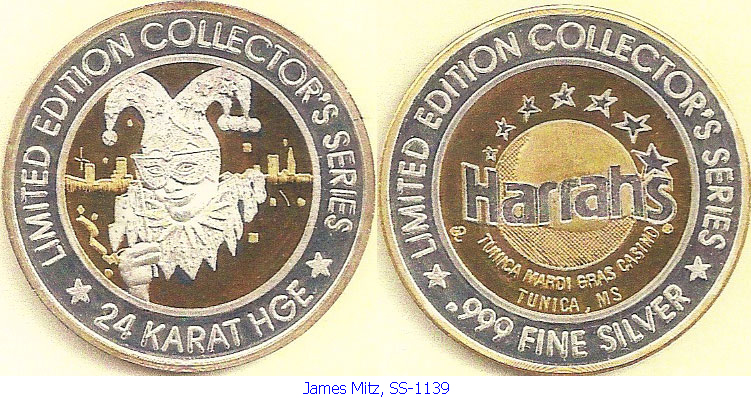 LIMITED EDITION COLLECTOR'S SERIES
24 KARAT HGE
LIMITED EDITION COLLECTOR'S SERIES
Harrah's
TUNICA MARDI GRAS CASINO
TUNICA, MS
.999 FINE SILVER
James Mitz, SS-1139